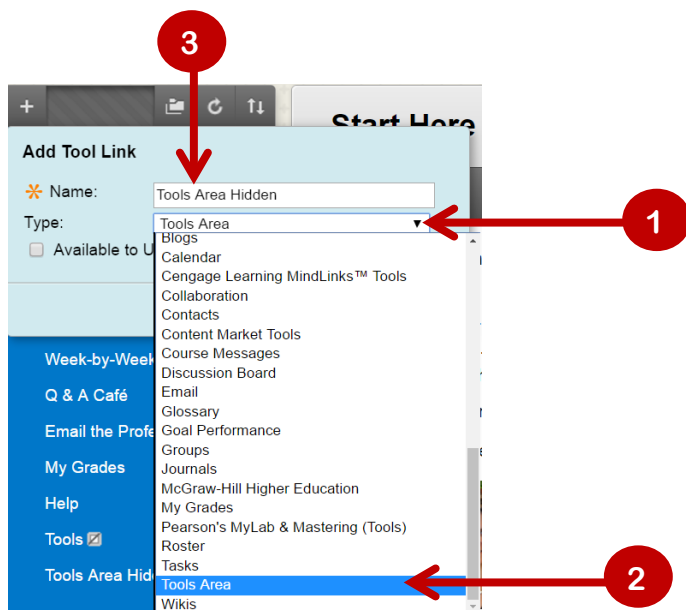 3
+
Start Here
Add Tool Link
Name: Tools Area Hidden
Type: Tools Area
1
Available to U
Blogs
Calendar
Cengage Learning MindLinks™ Tools
Collaboration
Contacts
Content Market Tools
Course Messages
Discussion Board
Email
Glossary
Goal Performance
Groups
Journals
McGraw-Hill Higher Education
My Grades
Pearson's MyLab & Mastering (Tools)
Roster
Tasks
Tools Area
2
Wikis
Week-by-Week
Q & A Café
Email the Profe
My Grades
Help
Tools
Tools Area Hid